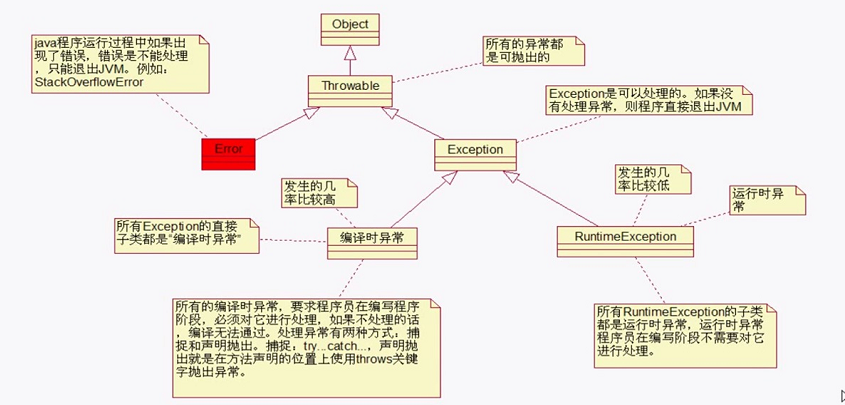 Object
java程序运行过程中如果出
现了错误，错误是不能处理
，只能退出JVM。例如：
StackOverflowError
所有的异常都
是可抛出的
Throwable
Exception是可以处理的。如果没
有处理异常，则程序直接退出JVM
Error
Exception
发生的几
率比较高
发生的几
率比较低
运行时异
常
所有Exception的直接
子类都是"编译时异常"
编译时异常
RuntimeException
所有的编译时异常，要求程序员在编写程序
阶段，必须对它进行处理，如果不处理的话
，编译无法通过。处理异常有两种方式：捕
捉和声明抛出。捕捉：try...catch...，声明抛
出就是在方法声明的位置上使用throws关键
字抛出异常。
所有RuntimeException的子类
都是运行时异常，运行时异常
程序员在编写阶段不需要对它
进行处理。